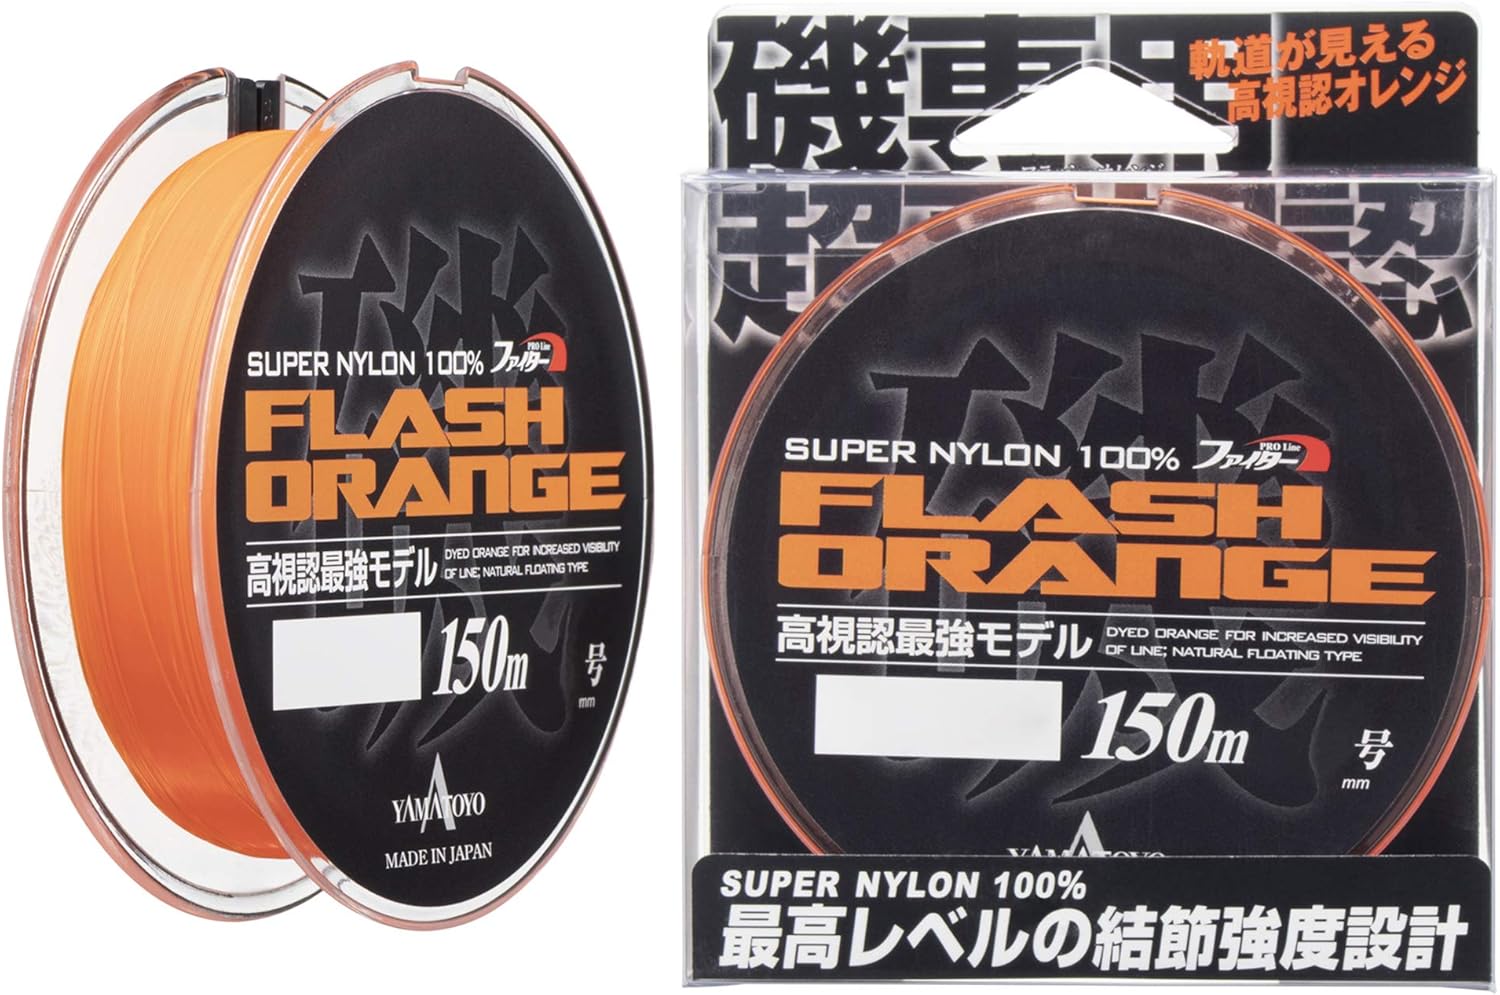 SUPER NYLON 100% ファイター PRO Line
FLASH
ORANGE
高視認最強モデル
DYED ORANGE FOR INCREASED VISIBILITY
OF LINE; NATURAL FLOATING TYPE
150m 号
mm
YAMATOYO
MADE IN JAPAN
磯専用
軌道が見える
高視認オレンジ
SUPER NYLON 100% ファイター PRO Line
FLASH
ORANGE
高視認最強モデル
DYED ORANGE FOR INCREASED VISIBILITY
OF LINE; NATURAL FLOATING TYPE
150m 号
mm
YAMATOYO
SUPER NYLON 100%
最高レベルの結節強度設計